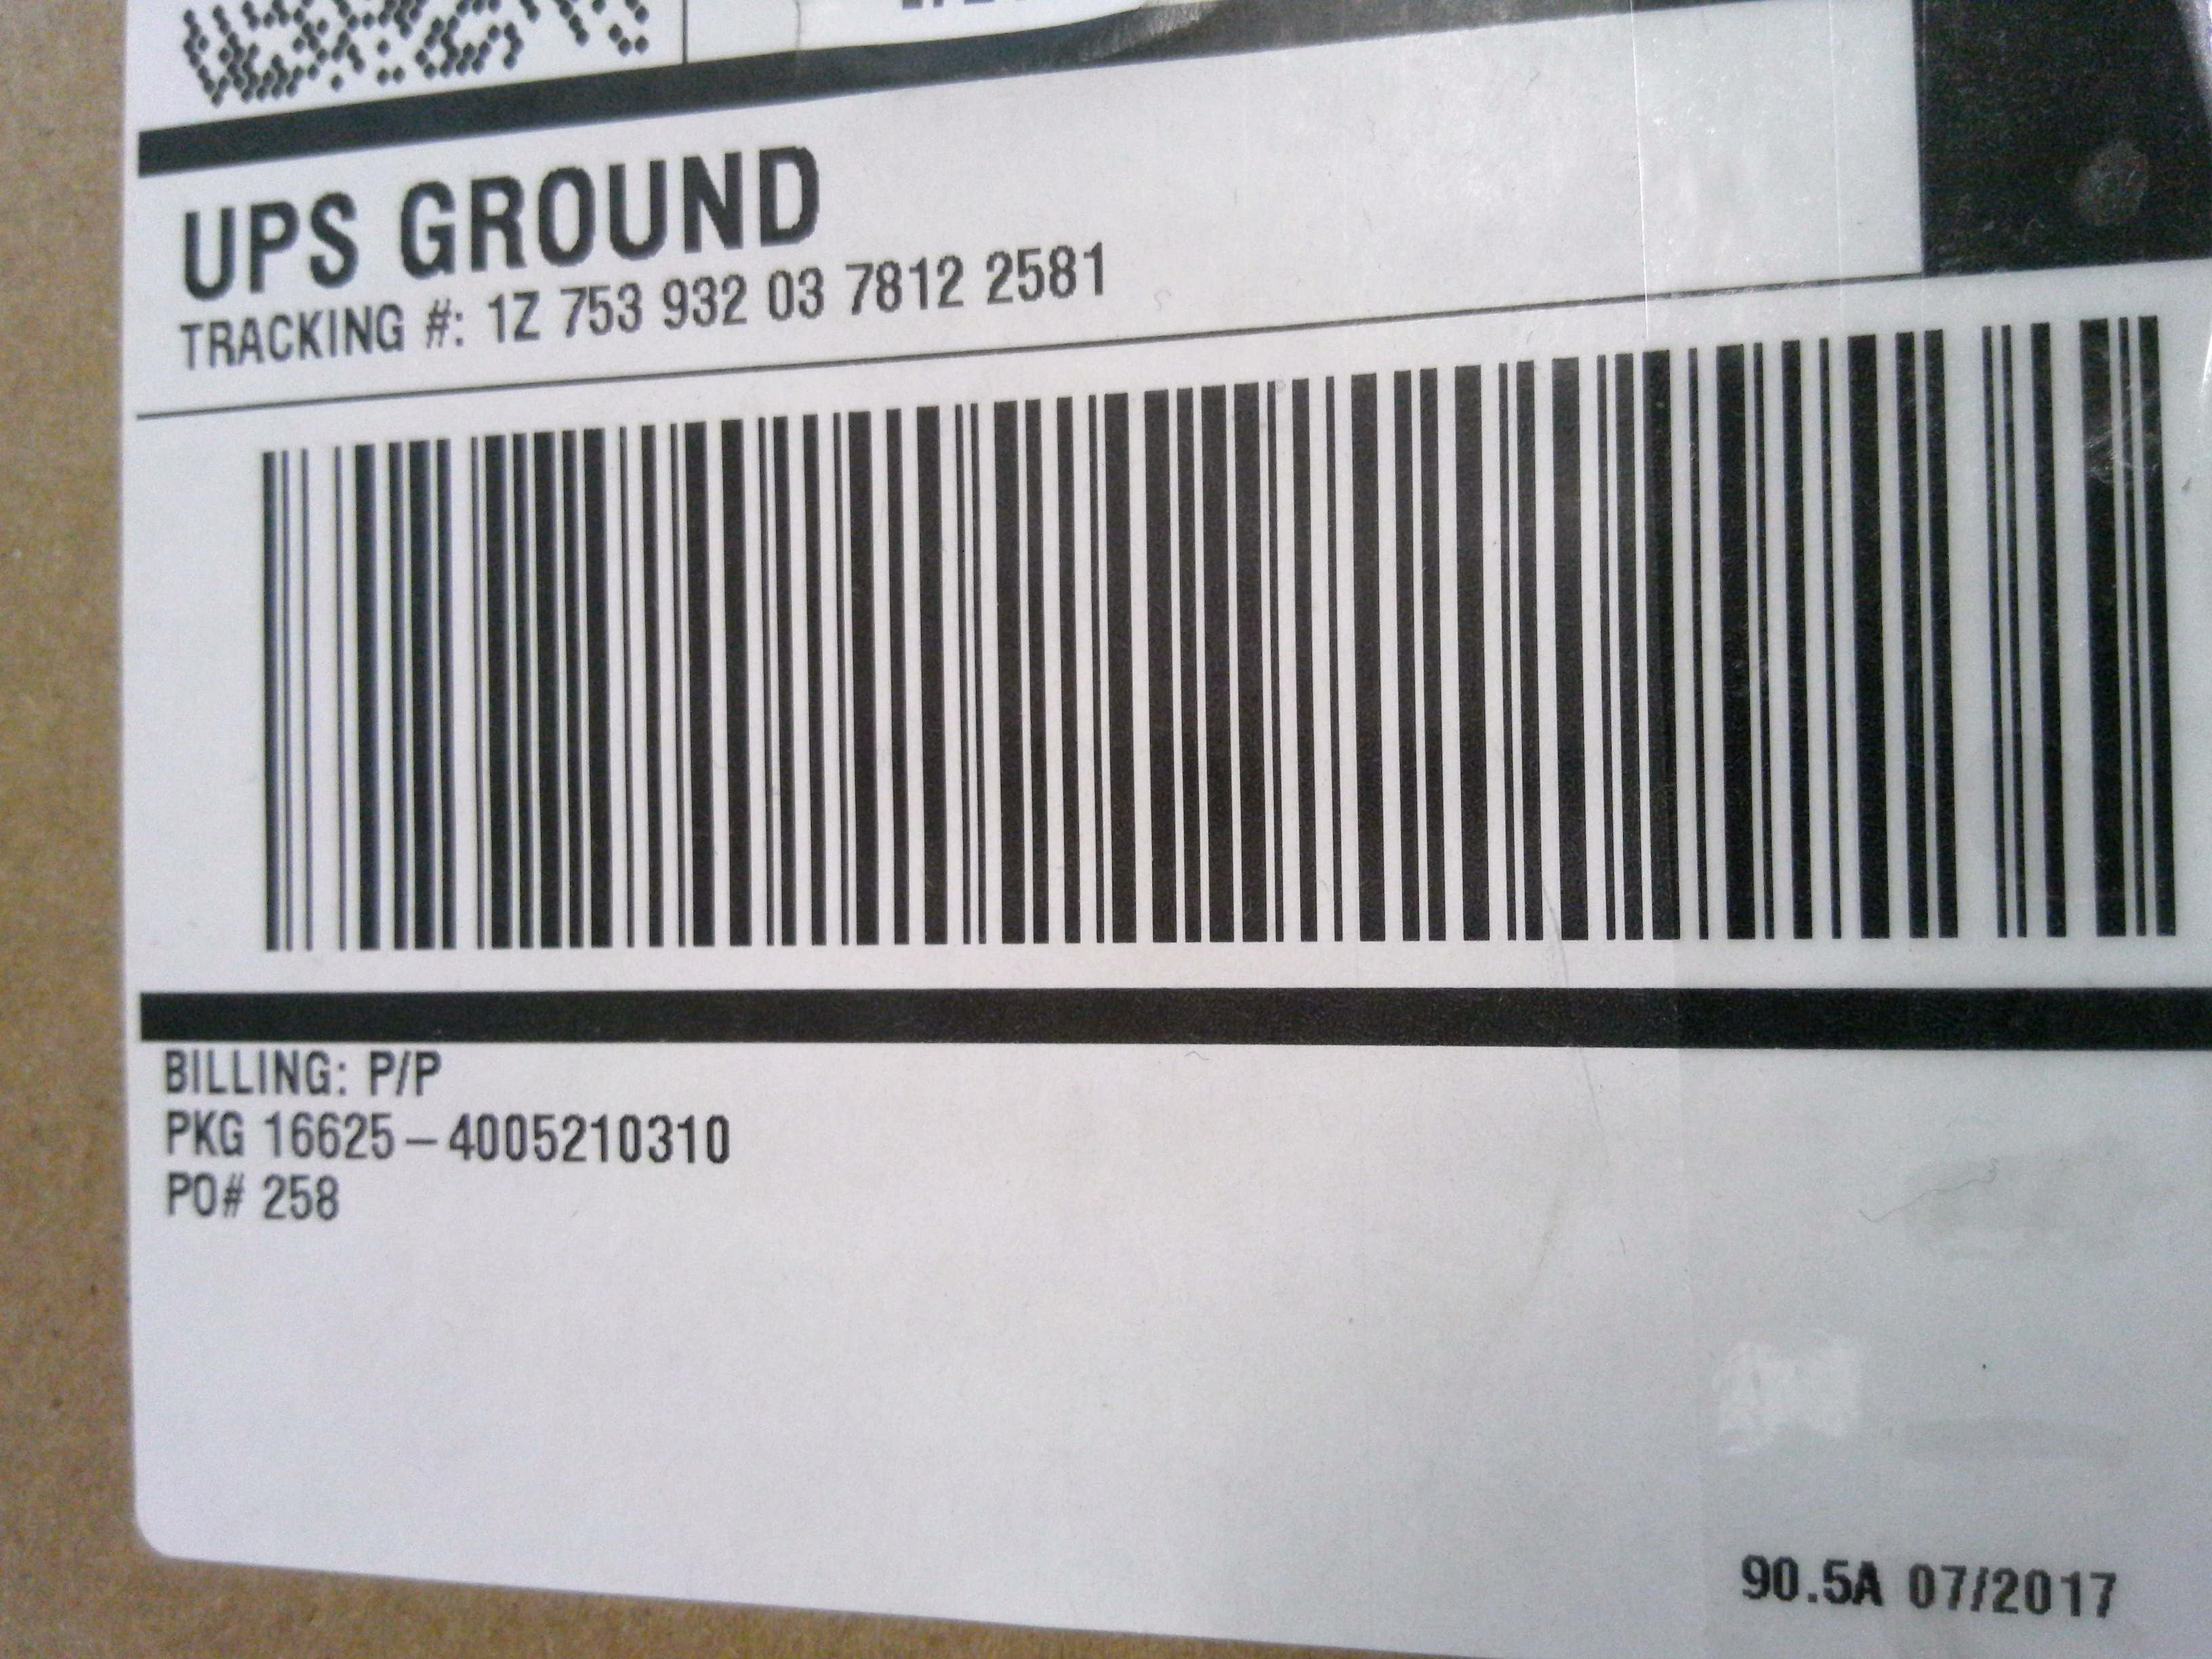 UPS GROUND
TRACKING #: 1Z 753 932 03 7812 2581
BILLING: P/P
PKG 16625-4005210310
PO# 258
90.5A 07/2017